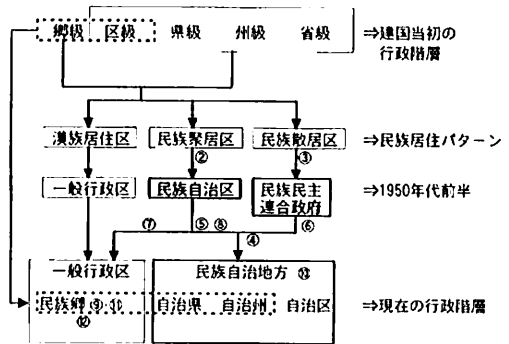 郷級 区級 県級 州級 省級 ⇒建国当初の
行政階層
漢族居住区 民族聚居区 民族散居区 ⇒民族居住パターン
② ③
一般行政区 民族自治区 民族民主
連合政府 ⇒1950年代前半
⑦ ⑤ ⑧ ④ ⑥
一般行政区 民族自治地方 ⑬
民族郷 ⑨·⑪ 自治県 自治州 自治区 ⇒現在の行政階層
⑫